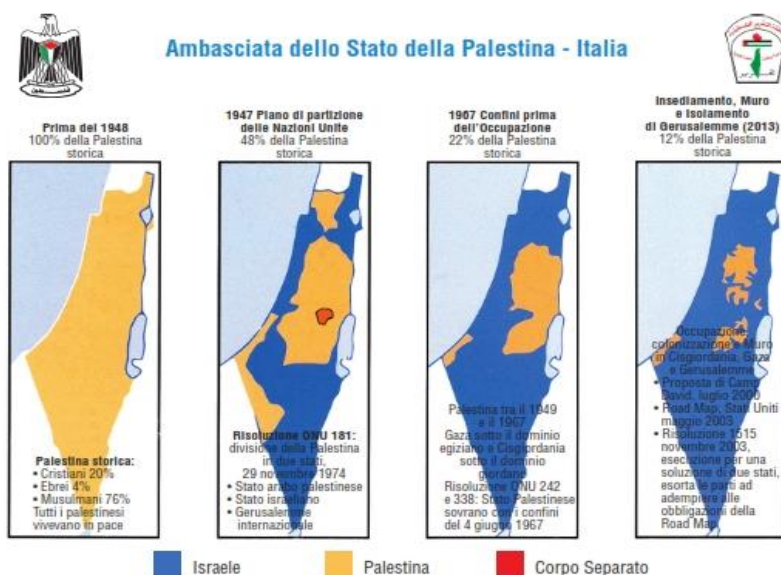 Ambasciata dello Stato della Palestina - Italia
Prima del 1948
100% della Palestina
storica
Palestina storica:
• Cristiani 20%
• Ebrei 4%
• Musulmani 76%
Tutti i palestinesi
vivevano in pace
1947 Piano di partizione
delle Nazioni Unite
48% della Palestina
storica
Risoluzione ONU 181:
divisione della Palestina
in due stati,
29 novembre 1974
• Stato arabo palestinese
• Stato israeliano
• Gerusalemme
internazionale
1967 Confini prima
dell'Occupazione
22% della Palestina
storica
Palestina tra il 1949
e il 1967
Gaza sotto il dominio
egiziano e Cisgiordania
sotto il dominio
giordano
Risoluzione ONU 242
e 338: Stato Palestinese
sovrano con i confini
del 4 giugno 1967
Insediamento, Muro
e Isolamento
di Gerusalemme (2013)
12% della Palestina
storica
Occupazione,
colonizzazione e Muro
in Cisgiordania, Gaza
e Gerusalemme
• Proposta di Camp
David, luglio 2000
• Road Map, Stati Uniti
maggio 2003
• Risoluzione 1515
novembre 2003,
esecuzione per una
soluzione di due stati,
esorta le parti ad
adempiere alle
obbligazioni della
Road Map
Israele
Palestina
Corpo Separato